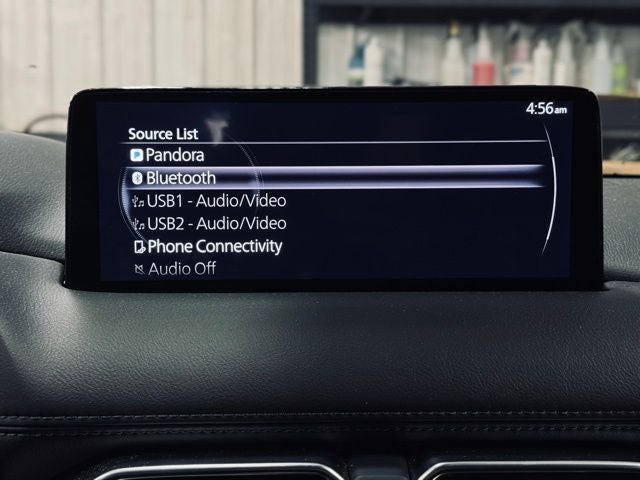 4:56am
Source List
Pandora
Bluetooth
USB1 - Audio/Video
USB2 - Audio/Video
Phone Connectivity
Audio Off